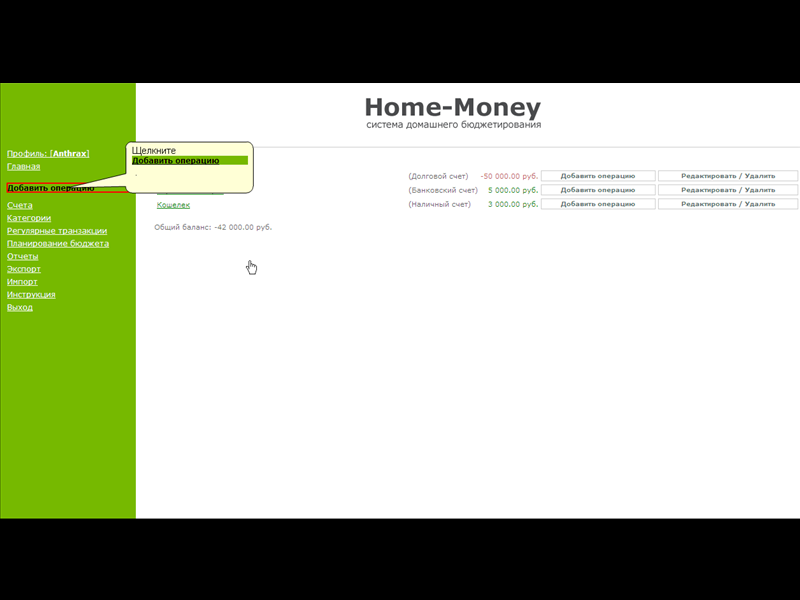 Home-Money
система домашнего бюджетирования
Профиль: [Anthrax]
Главная
Добавить операцию
Счета
Категории
Регулярные транзакции
Планирование бюджета
Отчеты
Экспорт
Импорт
Инструкция
Выход
Щелкните
Добавить операцию
(Долговой счет) -50 000.00 руб. Добавить операцию Редактировать / Удалить
(Банковский счет) 5 000.00 руб. Добавить операцию Редактировать / Удалить
Кошелек (Наличный счет) 3 000.00 руб. Добавить операцию Редактировать / Удалить
Общий баланс: -42 000.00 руб.